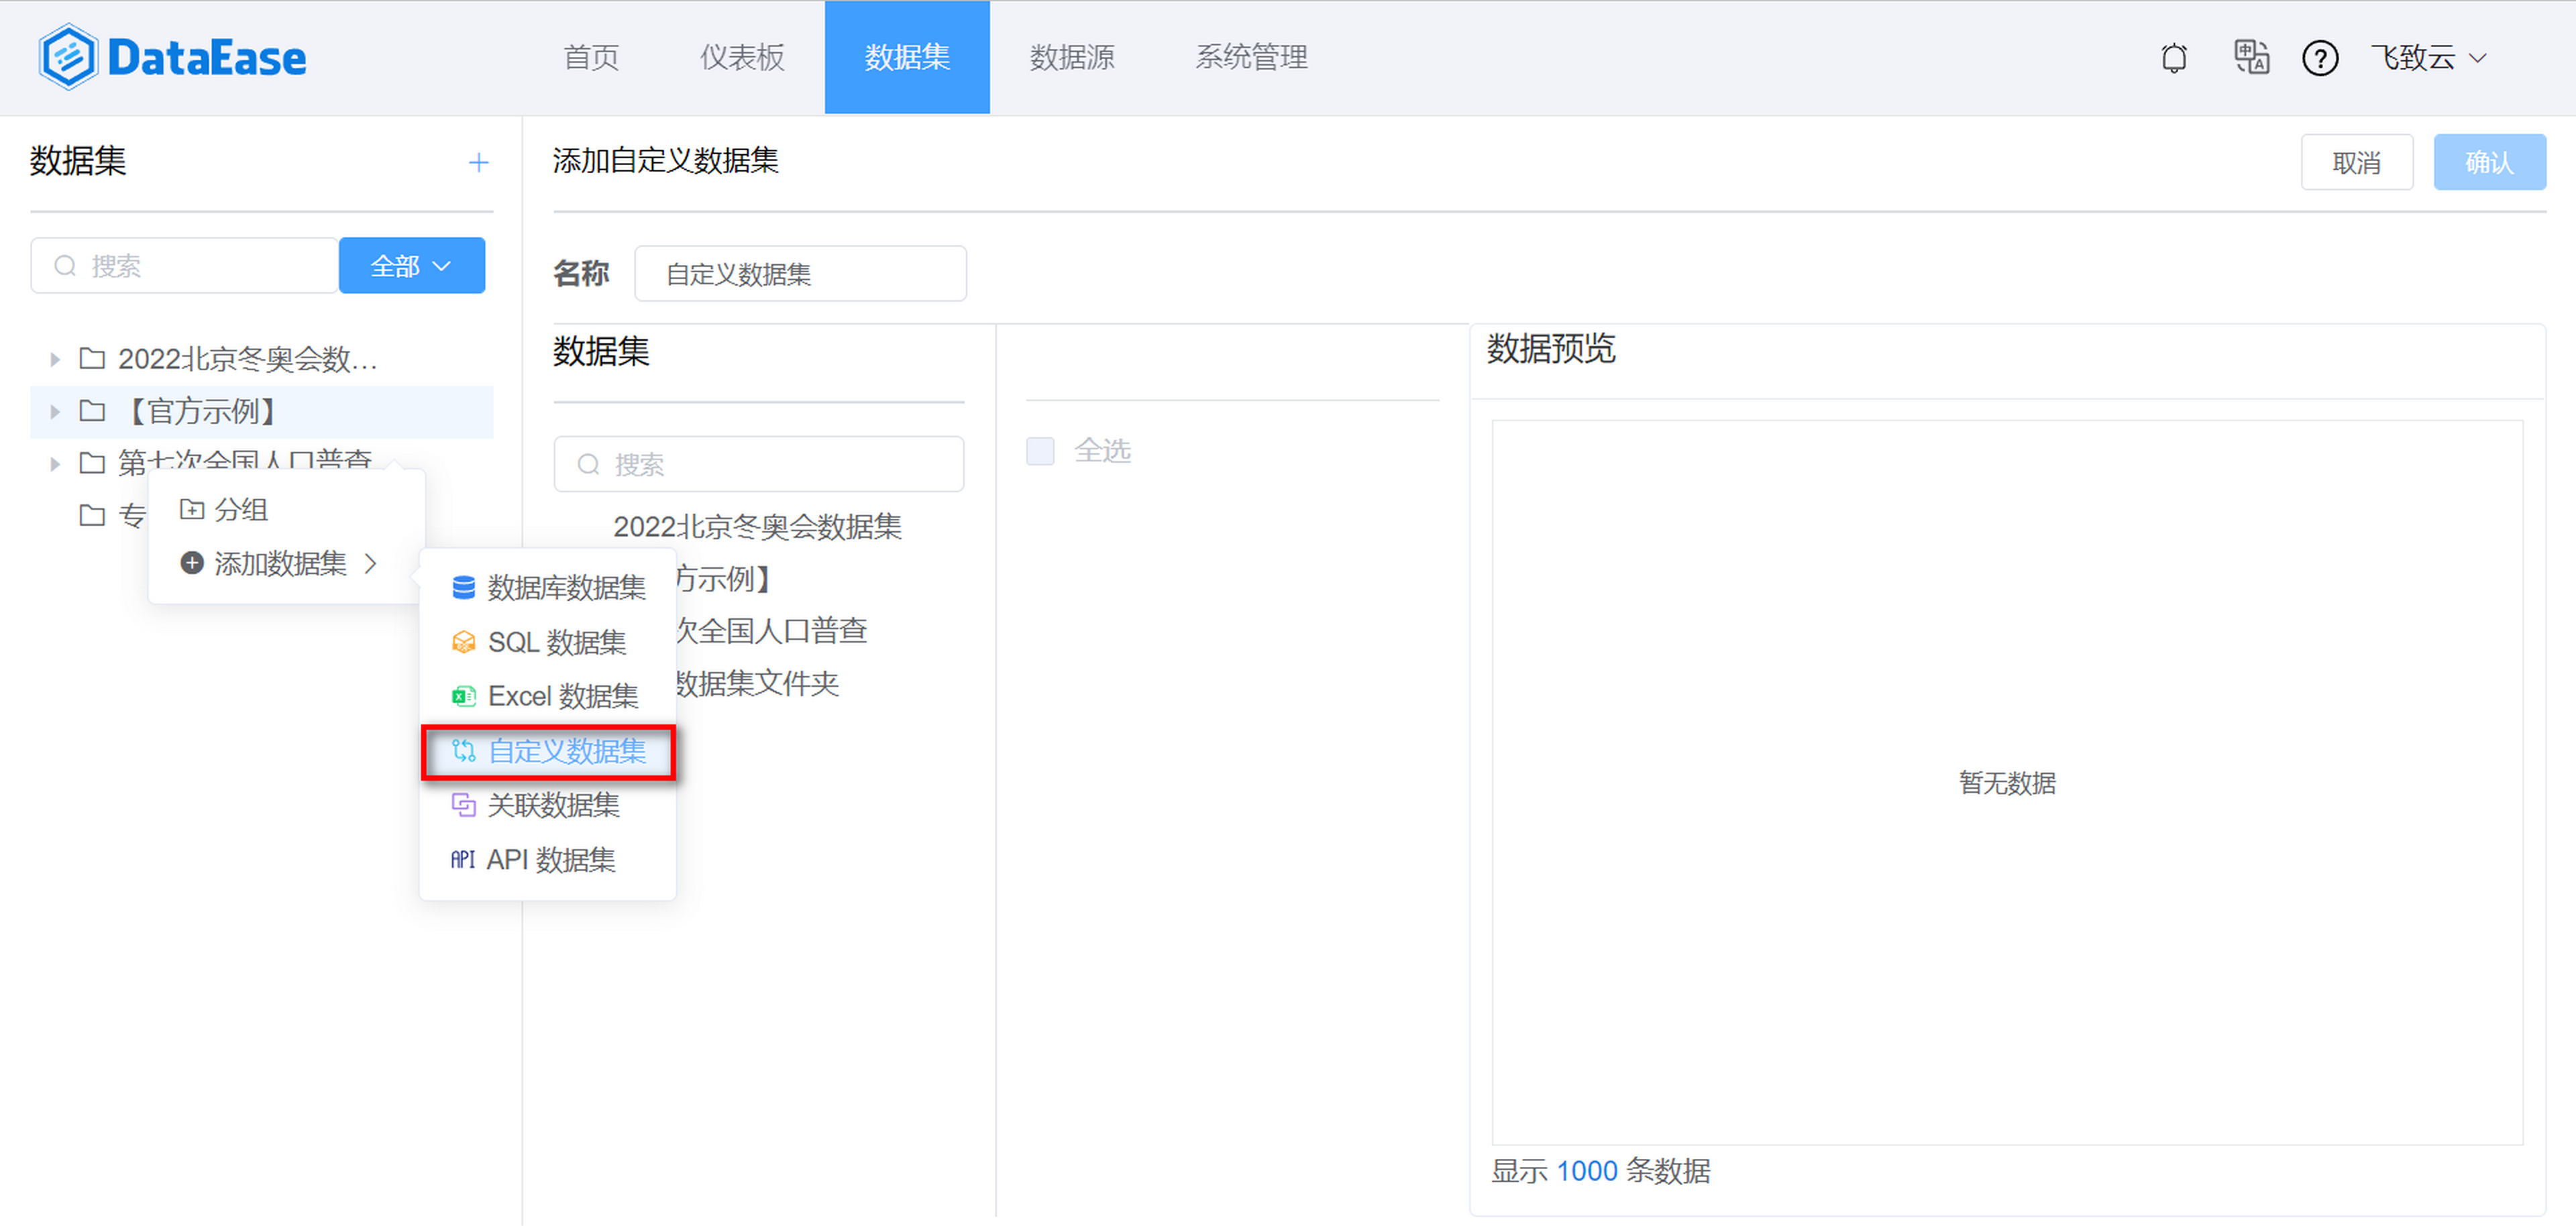 DataEase
首页
仪表板
数据集
数据源
系统管理
飞致云
数据集
搜索
全部
2022北京冬奥会数...
【官方示例】
第七次全国人口普查
专
分组
添加数据集
数据库数据集
SQL 数据集
Excel 数据集
自定义数据集
关联数据集
API API 数据集
添加自定义数据集
取消
确认
名称
自定义数据集
数据集
搜索
2022北京冬奥会数据集
方示例】
次全国人口普查
数据集文件夹
全选
数据预览
暂无数据
显示 1000 条数据